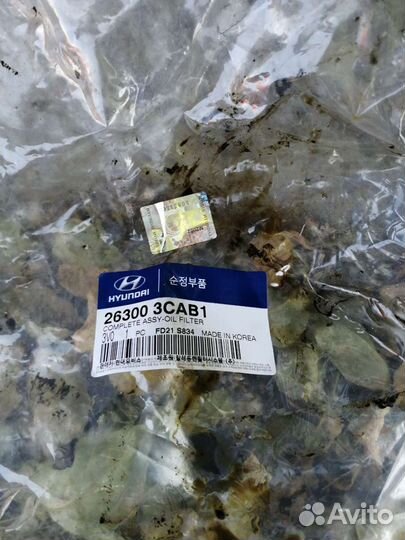 HYUNDAI
순정부품
26300 3CAB1
COMPLETE ASSY-OIL FILTER
3V0 1 PC FD21 S834 MADE IN KOREA
Avito